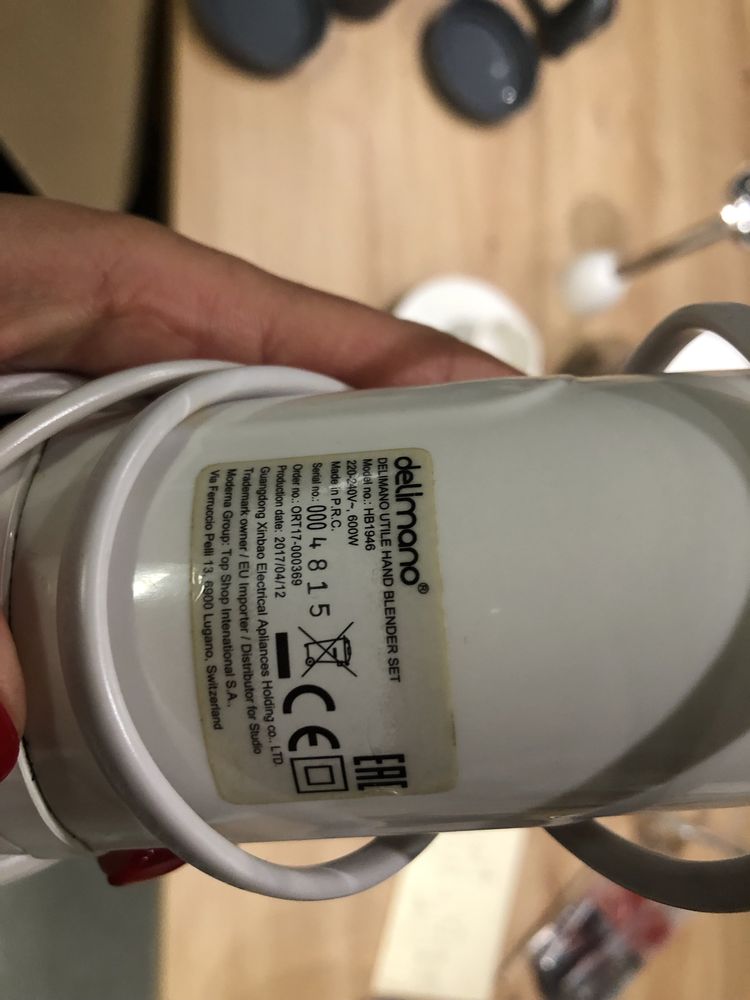 delimano®
DELIMANO UTILE HAND BLENDER SET
Model no.: HB1946
220-240V~, 600W
Made in P.R.C.
Serial no.: 0004815
Order no.: ORT17-000369
Production date: 2017/04/12
Guangdong Xinbao Electrical Apliances Holding co., LTD.
Trademark owner / EU Importer / Distributor for Studio
Moderna Group: Top Shop International S.A.,
Via Ferruccio Pelli 13, 6900 Lugano, Switzerland
CE
EAC